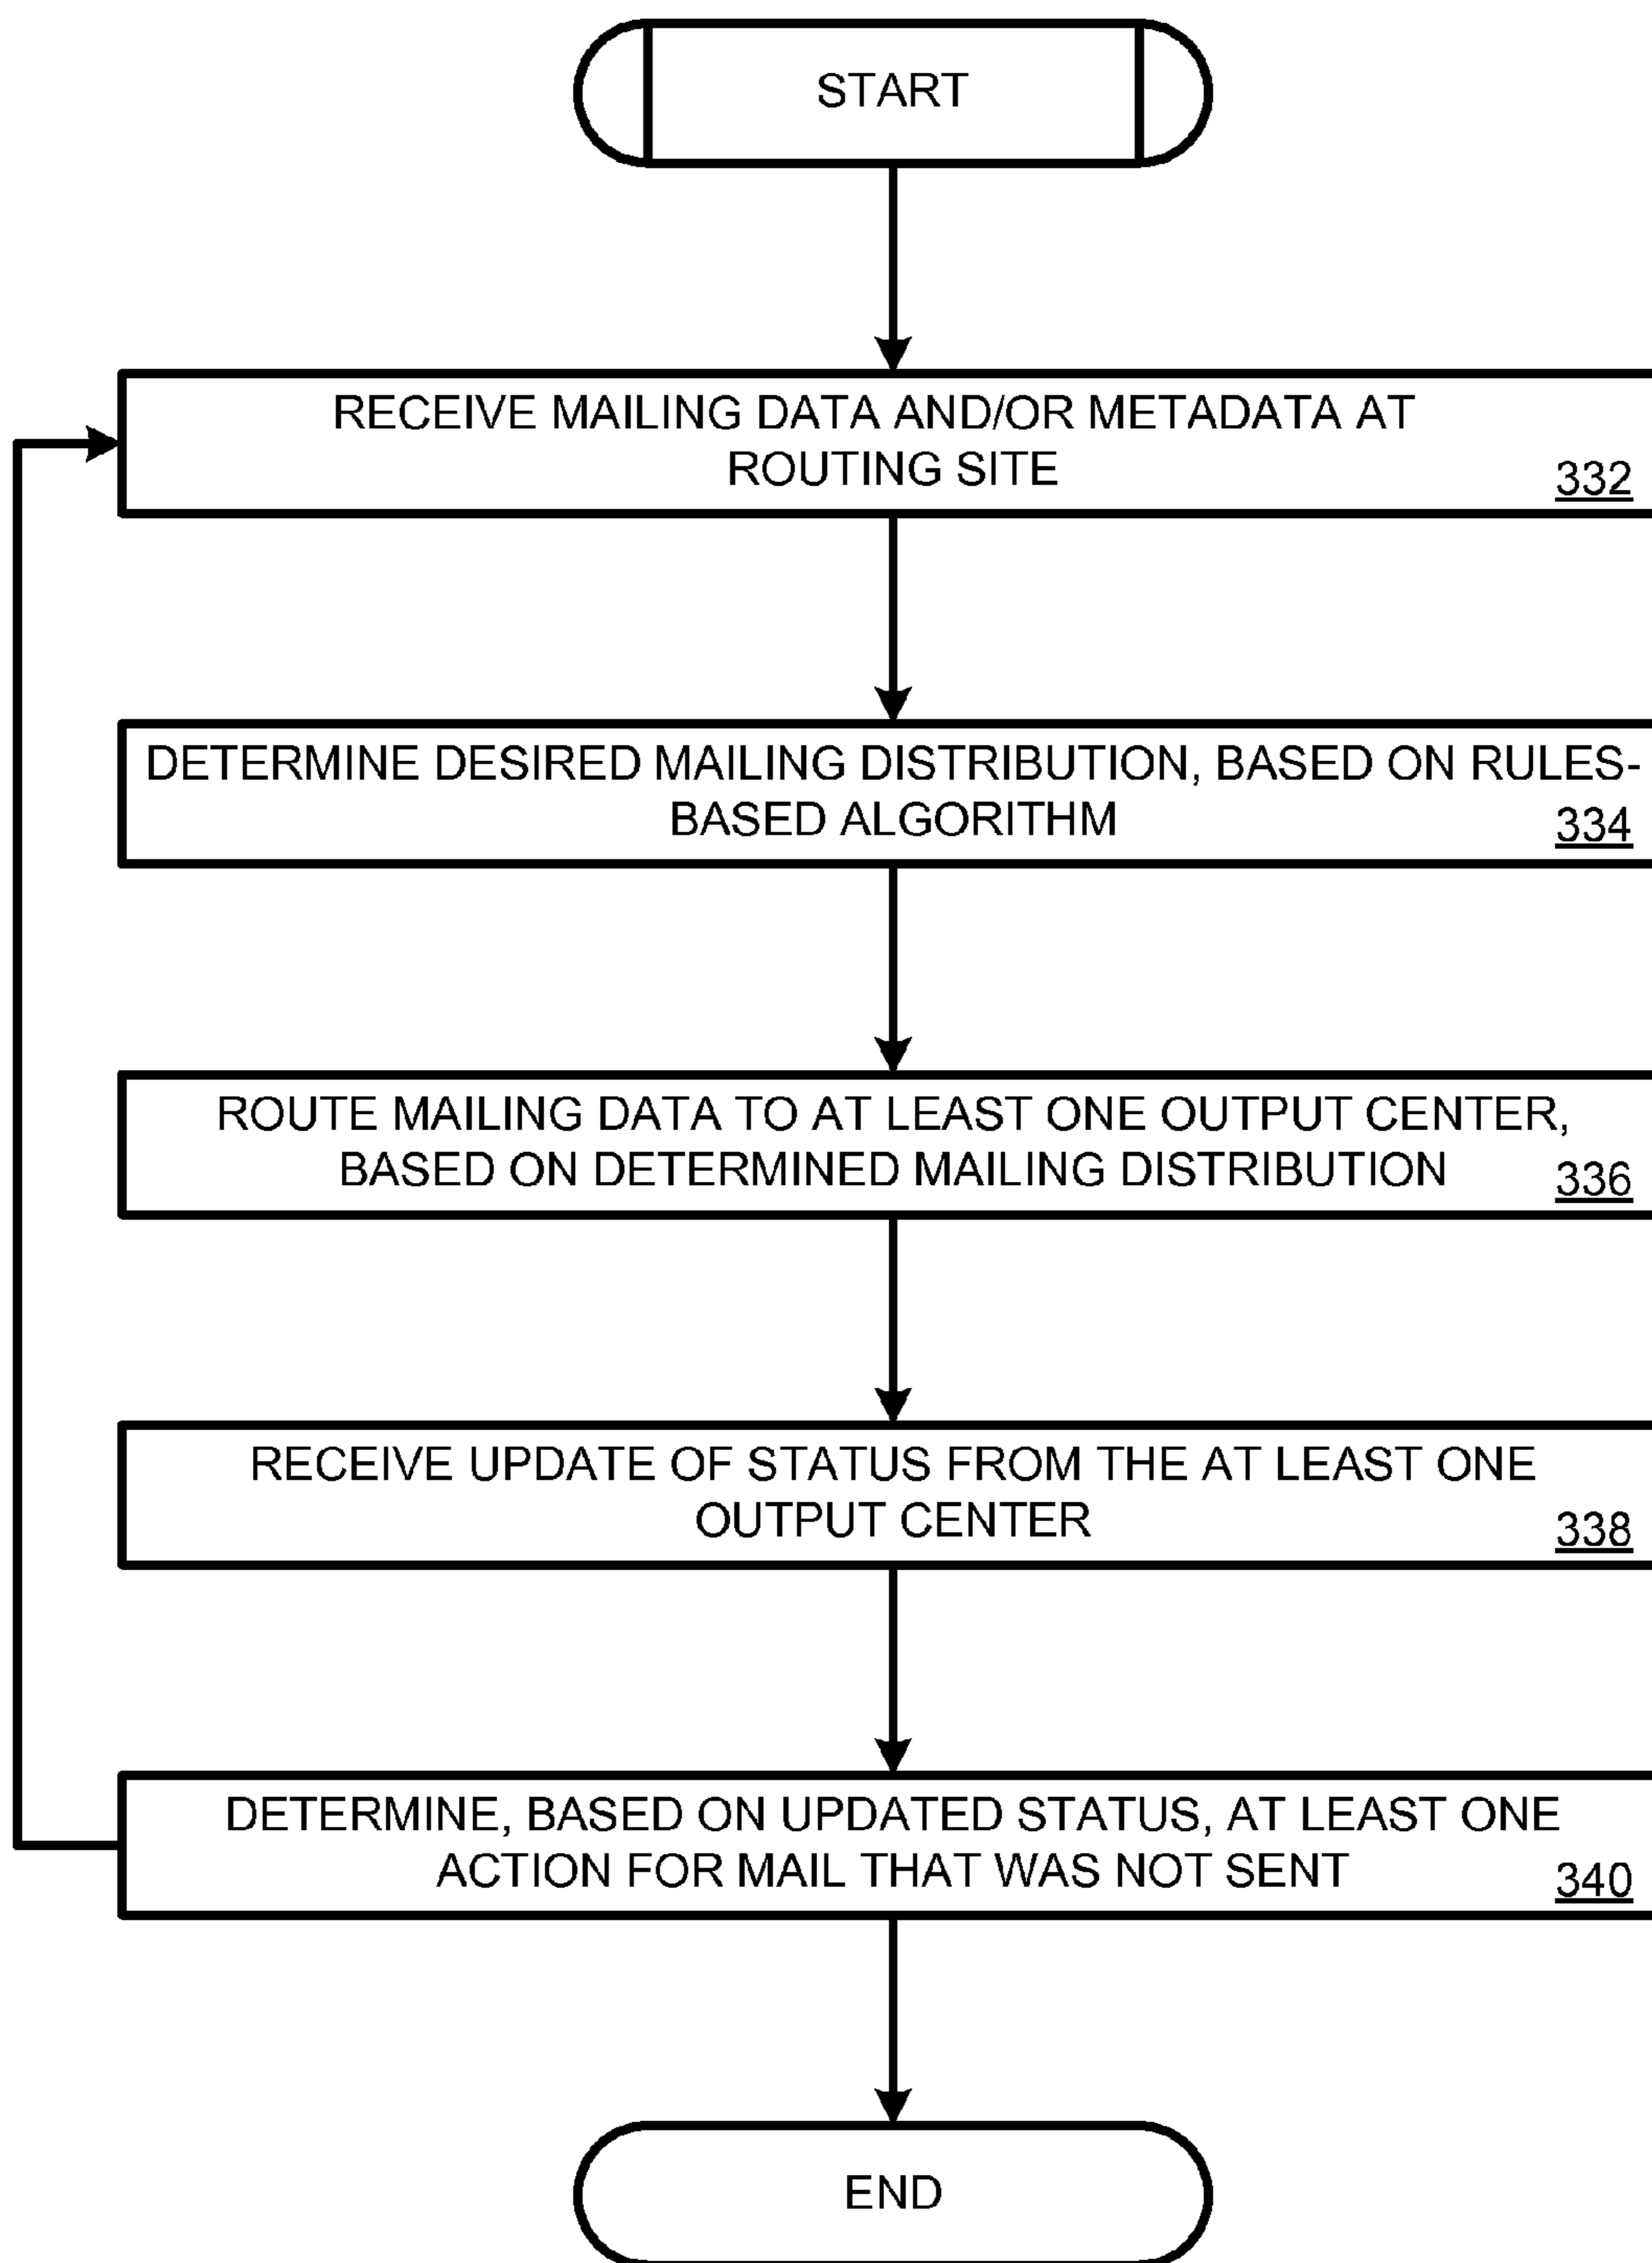 START
RECEIVE MAILING DATA AND/OR METADATA AT
ROUTING SITE
332
DETERMINE DESIRED MAILING DISTRIBUTION, BASED ON RULES-
BASED ALGORITHM
334
ROUTE MAILING DATA TO AT LEAST ONE OUTPUT CENTER,
BASED ON DETERMINED MAILING DISTRIBUTION
336
RECEIVE UPDATE OF STATUS FROM THE AT LEAST ONE
OUTPUT CENTER
338
DETERMINE, BASED ON UPDATED STATUS, AT LEAST ONE
ACTION FOR MAIL THAT WAS NOT SENT
340
END